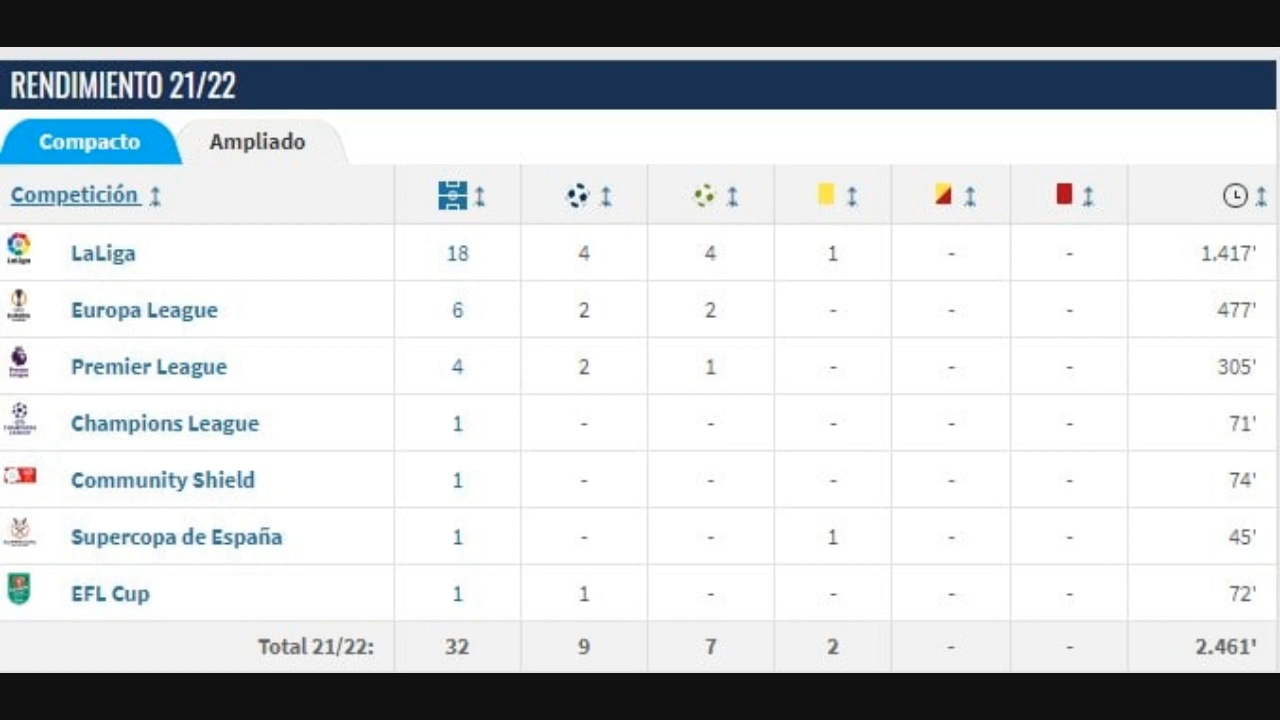 RENDIMIENTO 21/22
Compacto Ampliado
Competición
LaLiga 18 4 4 1 - - 1.417'
Europa League 6 2 2 - - - 477'
Premier League 4 2 1 - - - 305'
Champions League 1 - - - - - 71'
Community Shield 1 - - - - - 74'
Supercopa de España 1 - - 1 - - 45'
EFL Cup 1 1 - - - - 72'
Total 21/22: 32 9 7 2 - - 2.461'